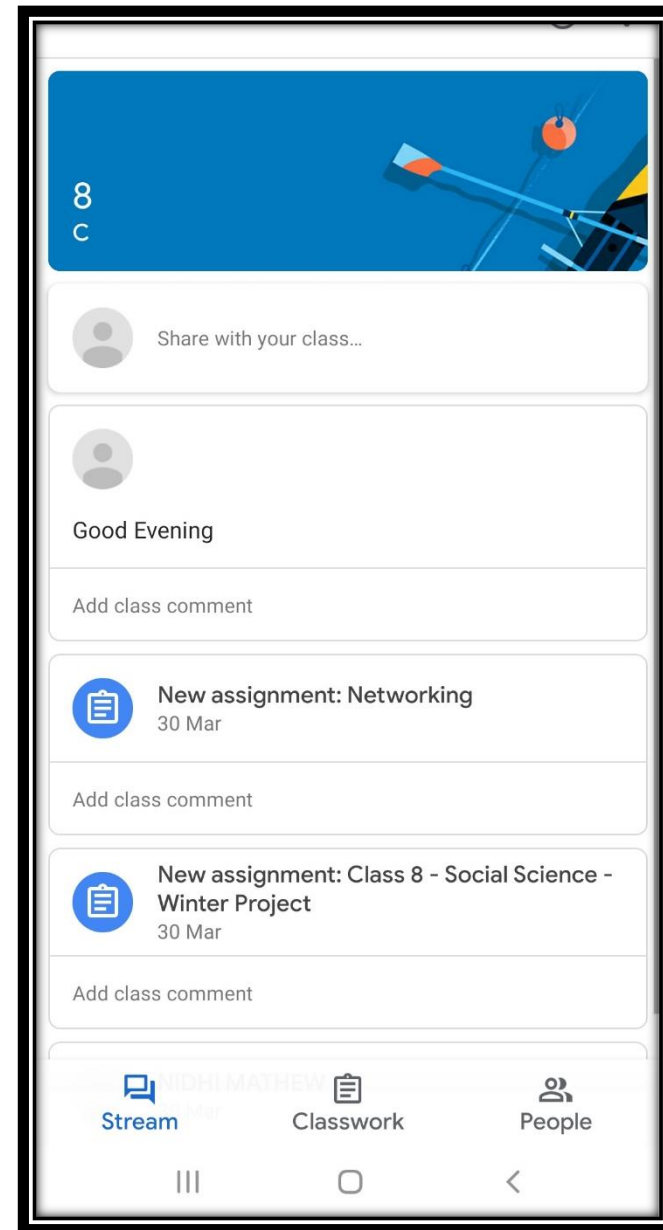 8
C
Share with your class...
Good Evening
Add class comment
New assignment: Networking
30 Mar
Add class comment
New assignment: Class 8 - Social Science -
Winter Project
30 Mar
Add class comment
NIDHI MATHEW
Mar
Stream
Classwork
People